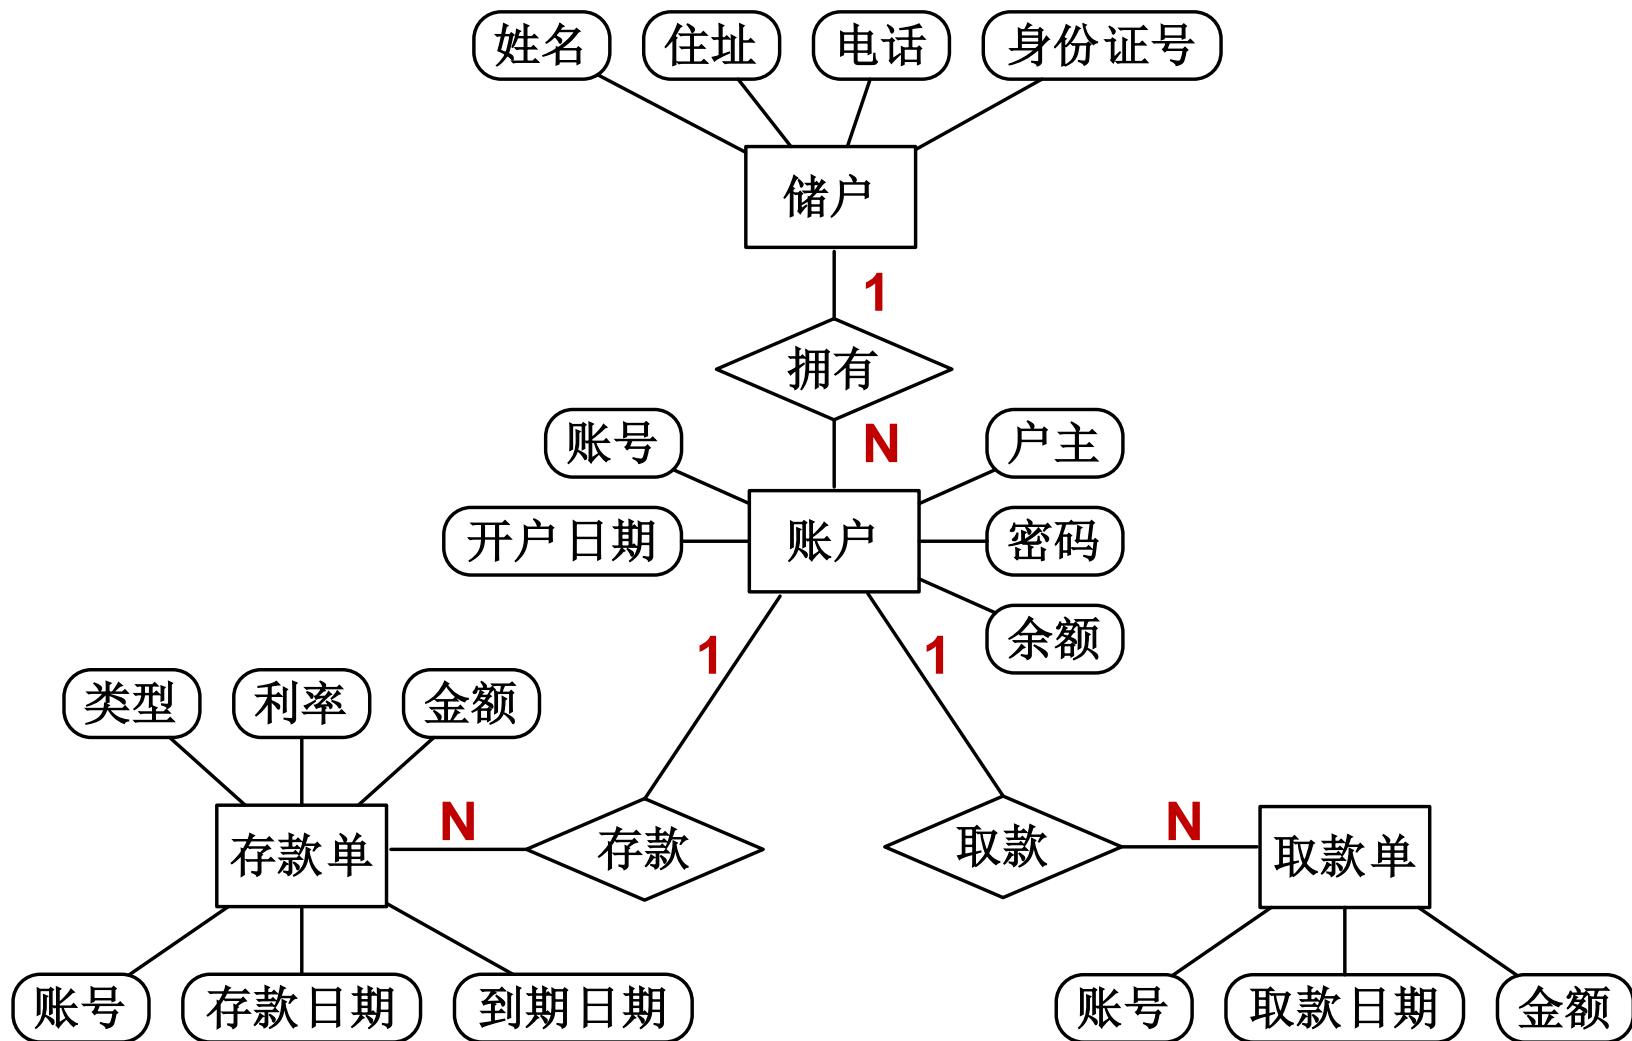 姓名 住址 电话 身份证号
储户
1
拥有
N
账号 户主
开户日期 账户 密码
余额
1 1
类型 利率 金额
N N
存款单 存款 取款 取款单
账号 存款日期 到期日期 账号 取款日期 金额